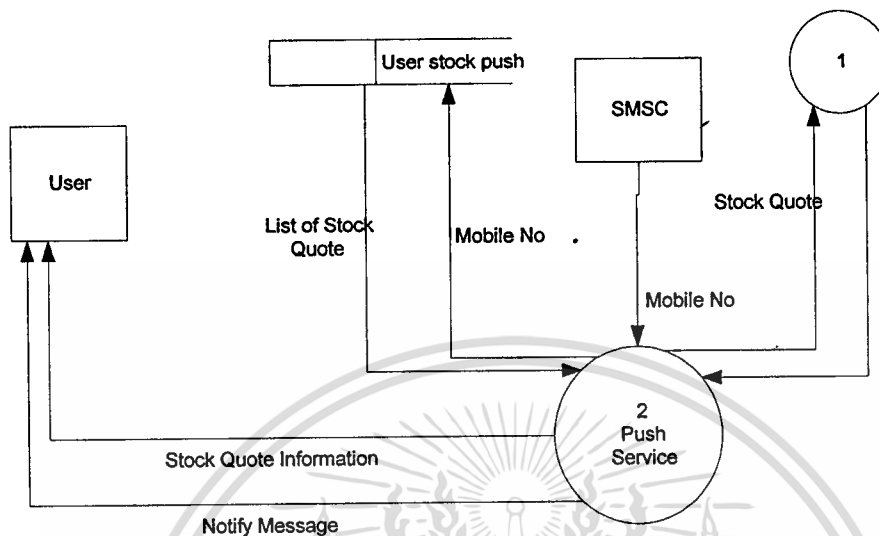 User stock push
1
SMSC
User
List of Stock
Quote
Mobile No
Stock Quote
Mobile No
2
Push
Service
Stock Quote Information
Notify Message